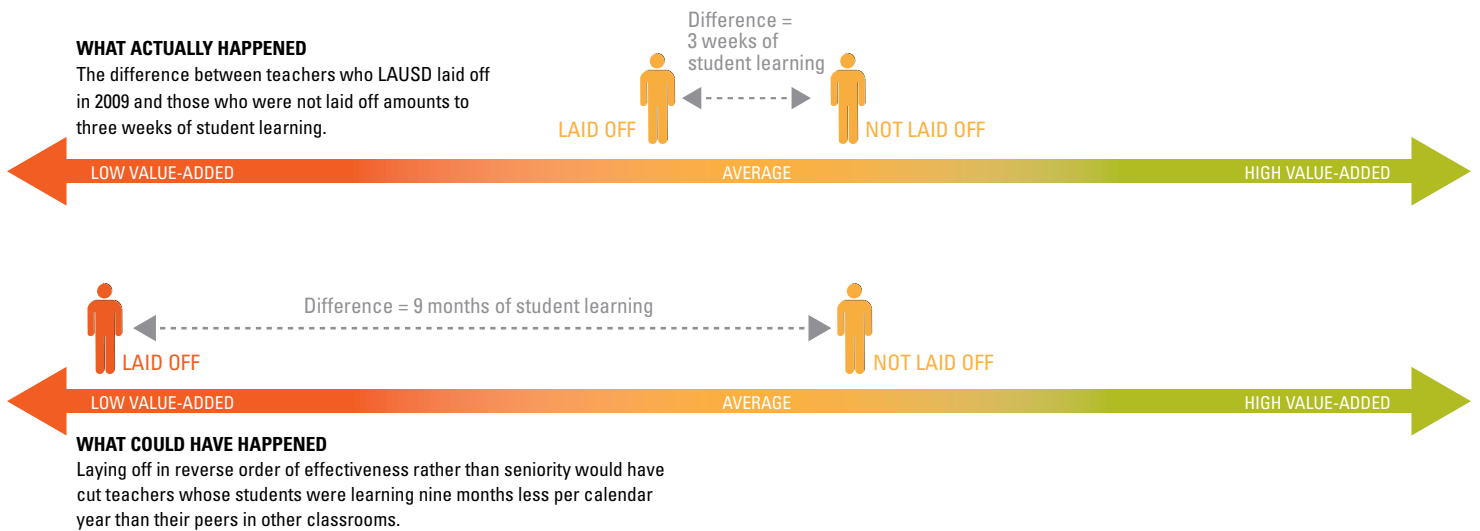 Difference =
3 weeks of
student learning
WHAT ACTUALLY HAPPENED
The difference between teachers who LAUSD laid off
in 2009 and those who were not laid off amounts to
three weeks of student learning.
LAID OFF
NOT LAID OFF
LOW VALUE-ADDED
AVERAGE
HIGH VALUE-ADDED
Difference = 9 months of student learning
LAID OFF
NOT LAID OFF
LOW VALUE-ADDED
AVERAGE
HIGH VALUE-ADDED
WHAT COULD HAVE HAPPENED
Laying off in reverse order of effectiveness rather than seniority would have
cut teachers whose students were learning nine months less per calendar
year than their peers in other classrooms.